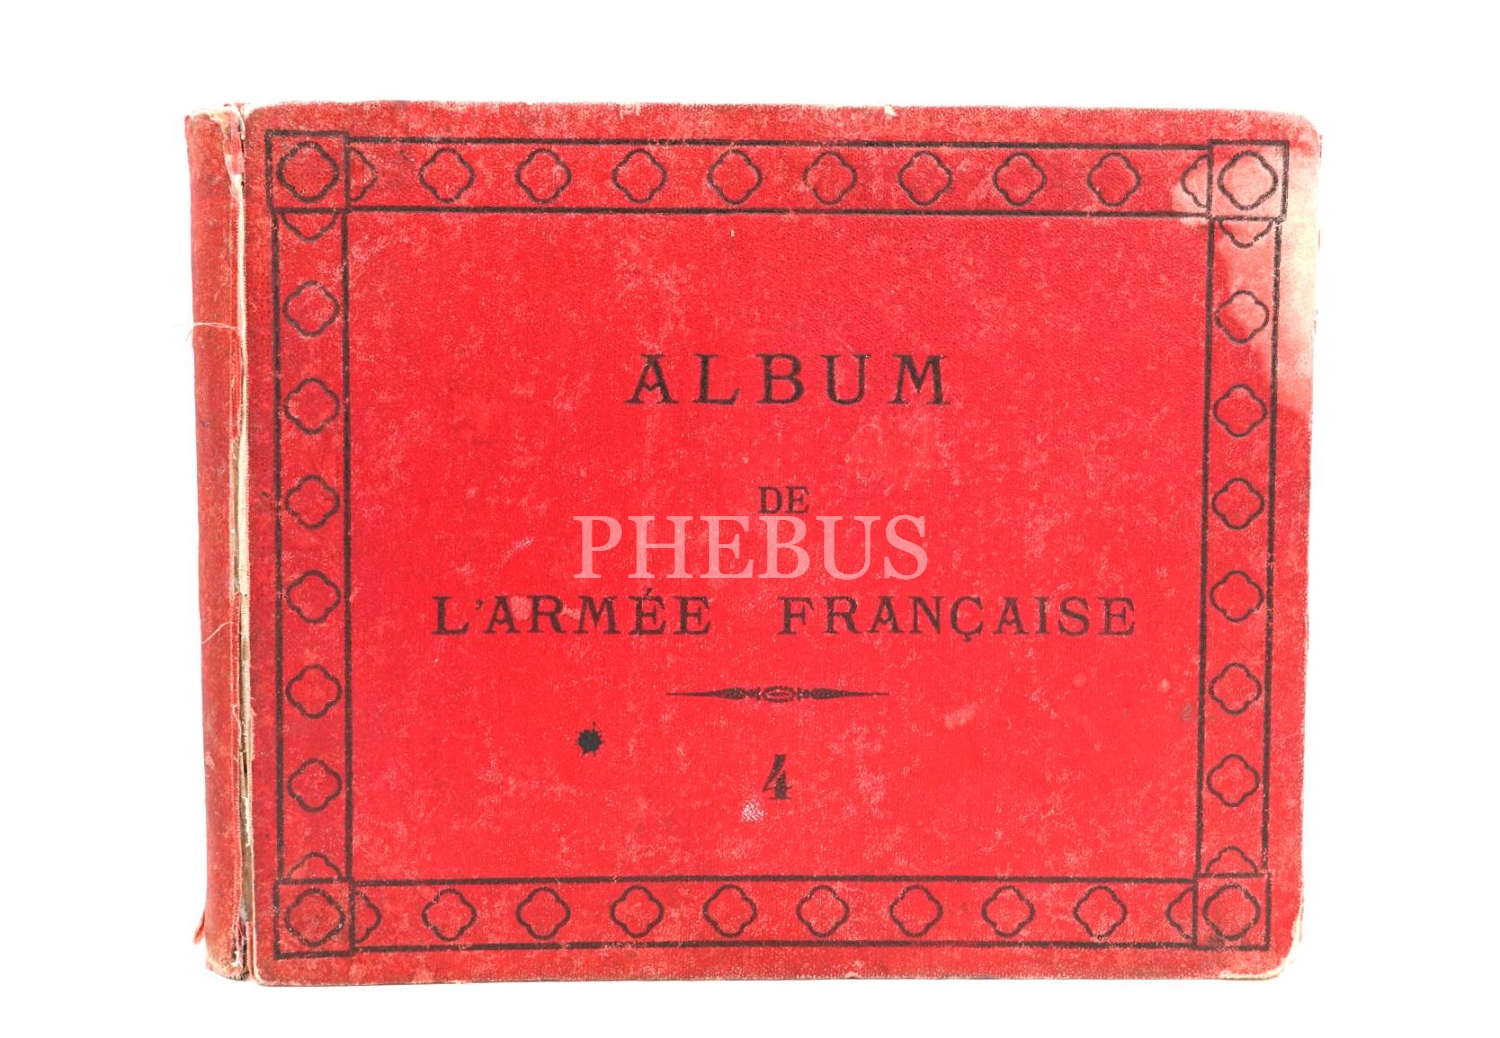 ALBUM
DE
PHEBUS
L'ARMÉE FRANÇAISE
4